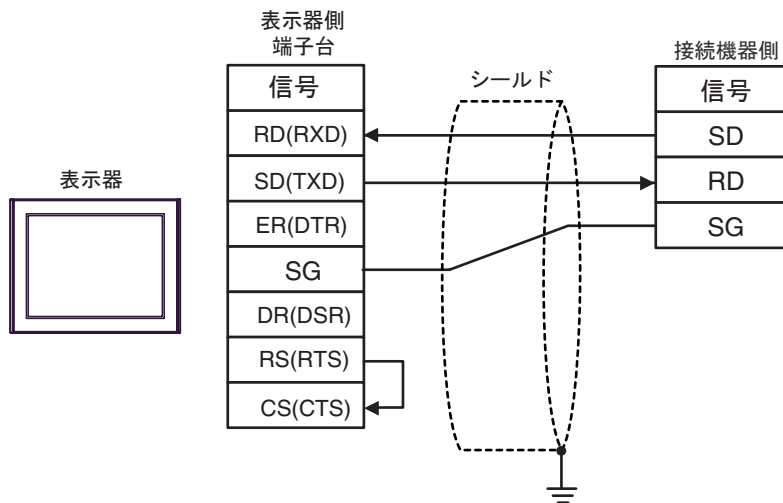 表示器側
端子台
信号
RD(RXD)
SD(TXD)
ER(DTR)
SG
DR(DSR)
RS(RTS)
CS(CTS)
表示器
シールド
接続機器側
信号
SD
RD
SG